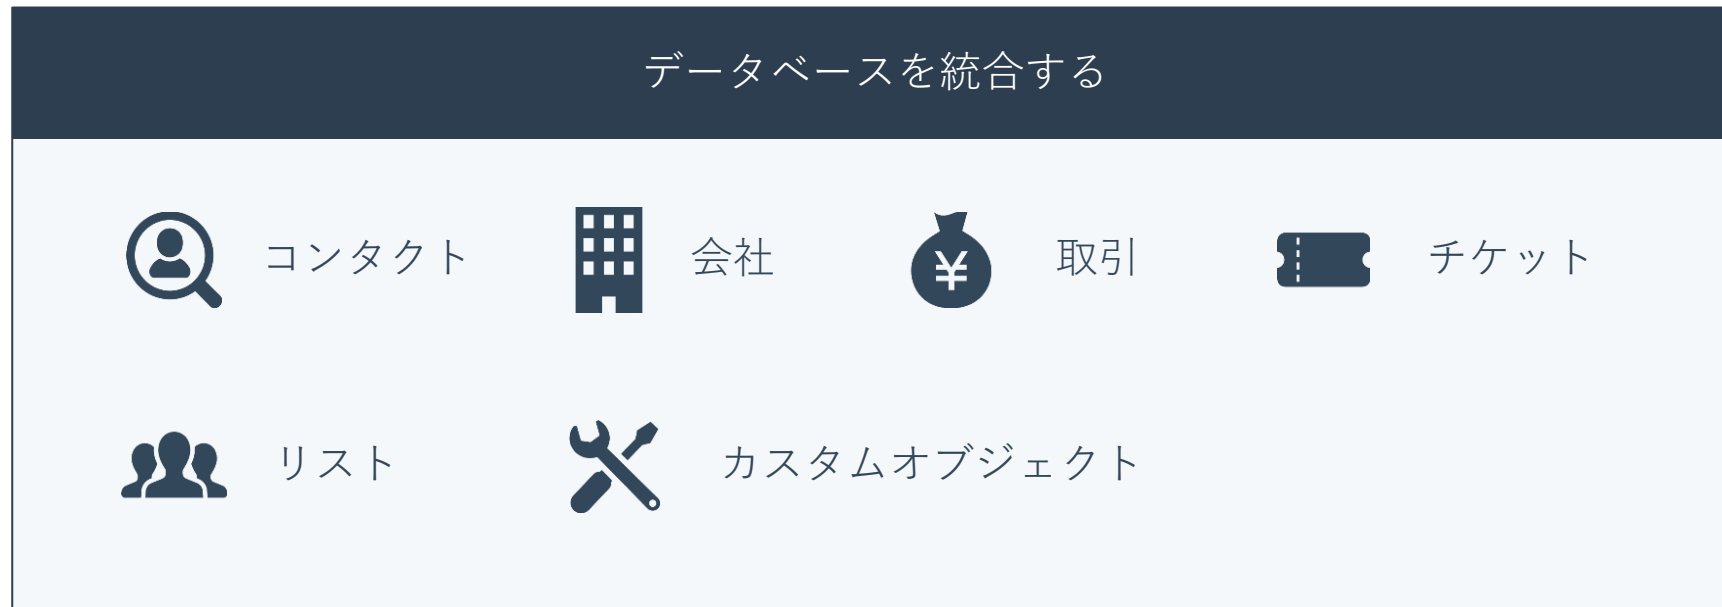 データベースを統合する
コンタクト 会社 取引 チケット
リスト カスタムオブジェクト